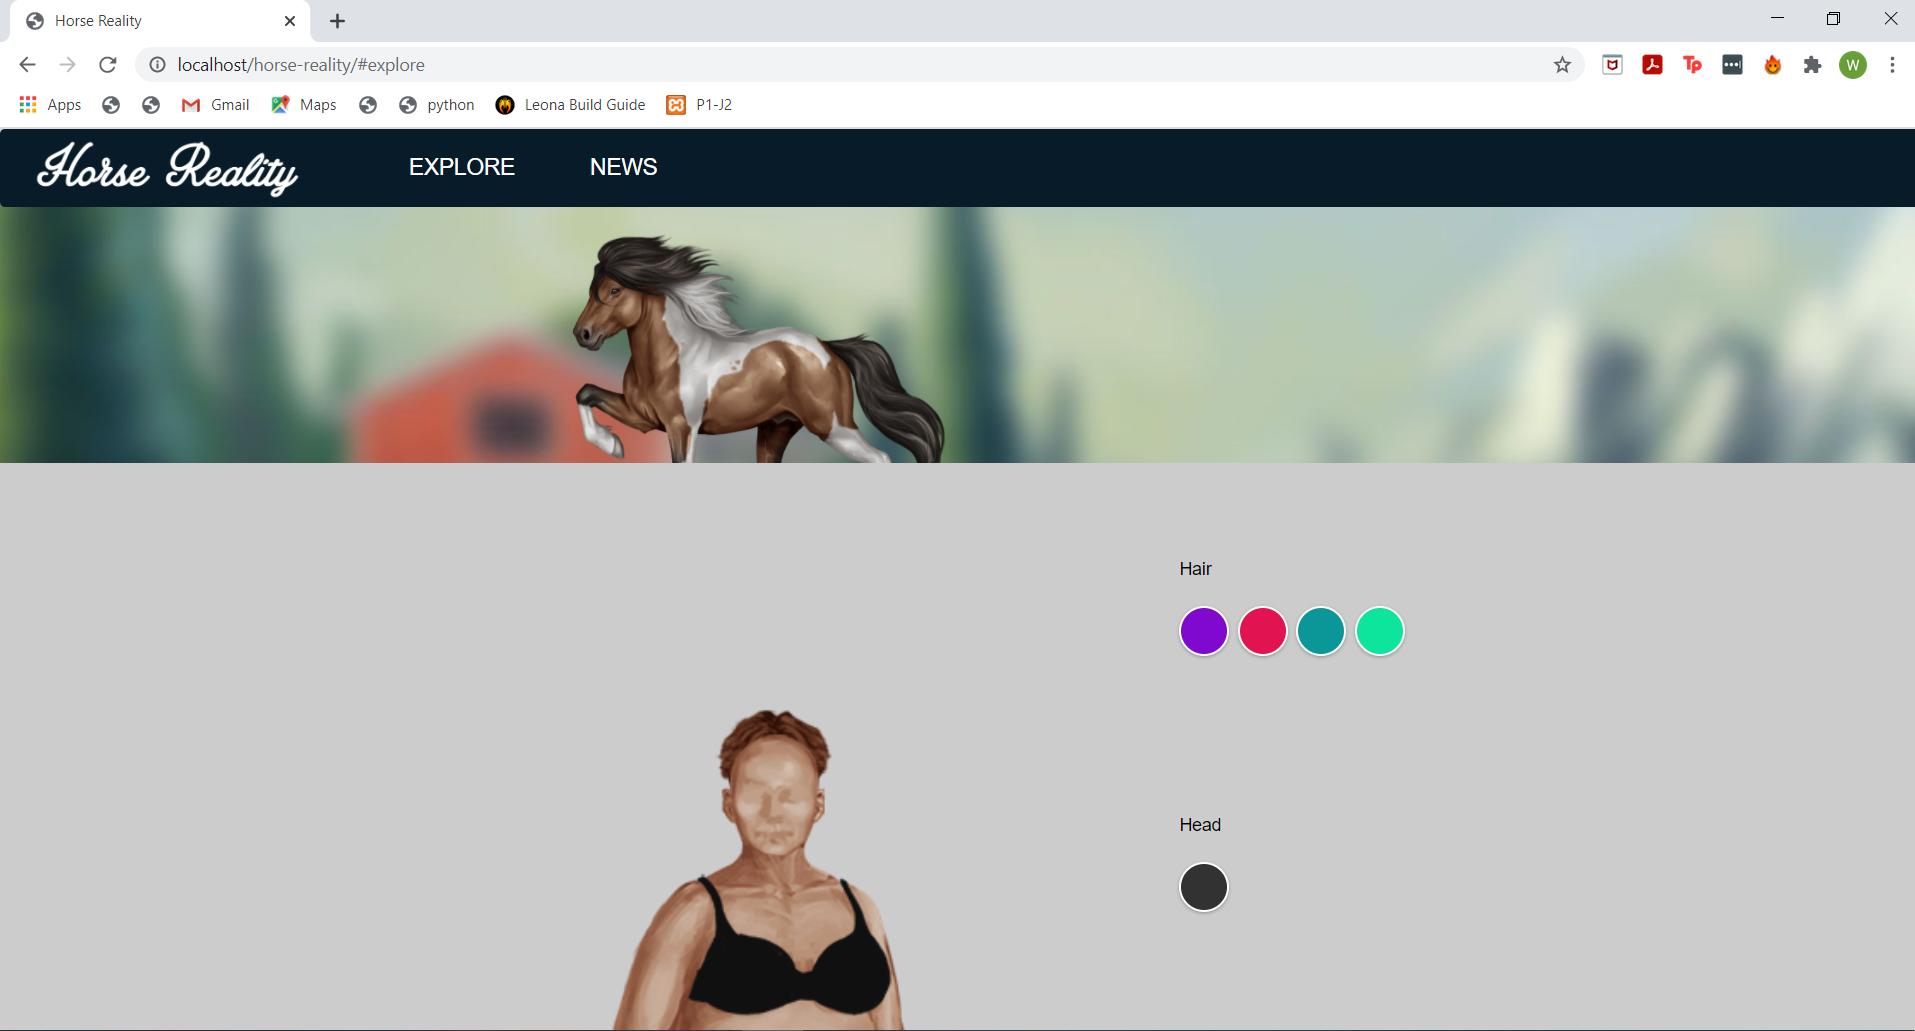 Horse Reality
localhost/horse-reality/#explore
W
Apps
Gmail
Maps
python
Leona Build Guide
P1-J2
Horse Reality
EXPLORE
NEWS
Hair
Head